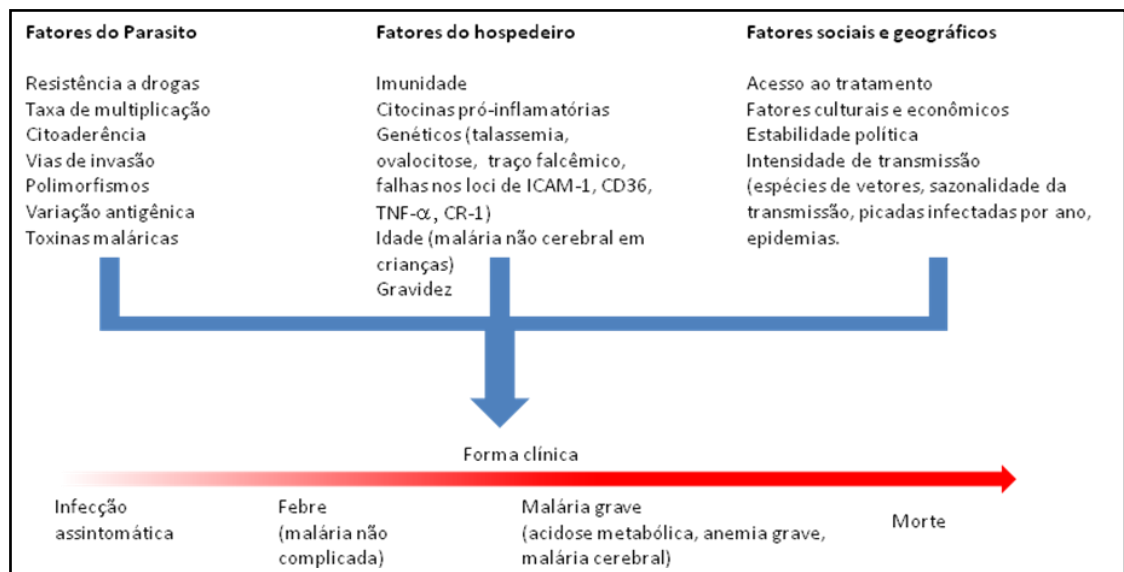 Fatores do Parasito
Resistência a drogas
Taxa de multiplicação
Citoaderência
Vias de invasão
Polimorfismos
Variação antigênica
Toxinas maláricas
Fatores do hospedeiro
Imunidade
Citocinas pró-inflamatórias
Genéticos (talassemia,
ovalocitose, traço falcêmico,
falhas nos loci de ICAM-1, CD36,
TNF-α, CR-1)
Idade (malária não cerebral em
crianças)
Gravidez
Fatores sociais e geográficos
Acesso ao tratamento
Fatores culturais e econômicos
Estabilidade política
Intensidade de transmissão
(espécies de vetores, sazonalidade da
transmissão, picadas infectadas por ano,
epidemias.
Forma clínica
Infecção
assintomática
Febre
(malária não
complicada)
Malária grave
(acidose metabólica, anemia grave,
malária cerebral)
Morte